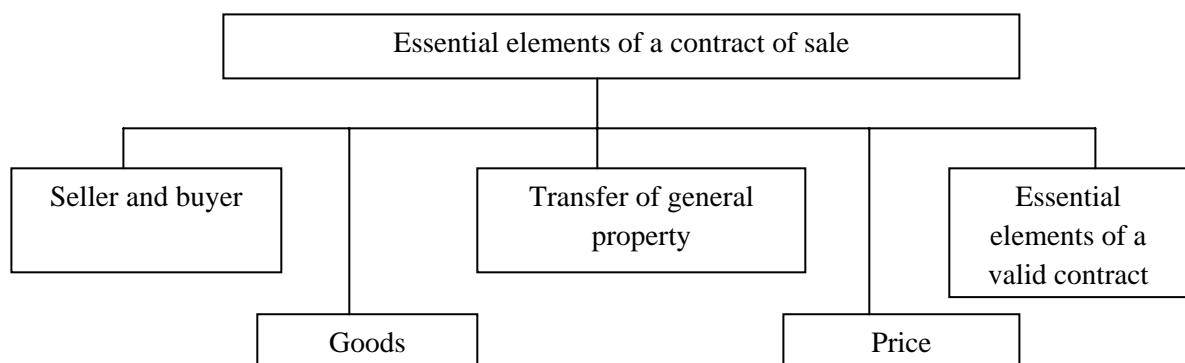 Essential elements of a contract of sale
Seller and buyer
Transfer of general
property
Essential
elements of a
valid contract
Goods
Price